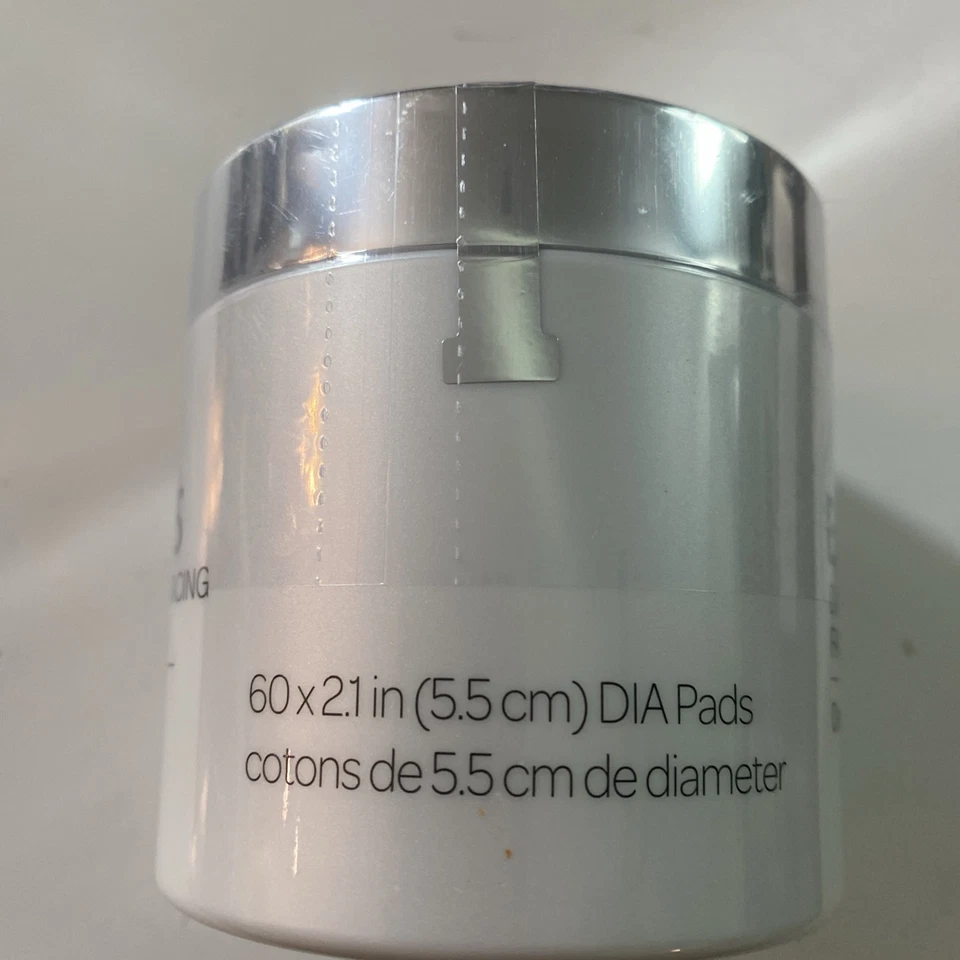 60 x 2.1 in (5.5 cm) DIA Pads
cotons de 5.5 cm de diameter